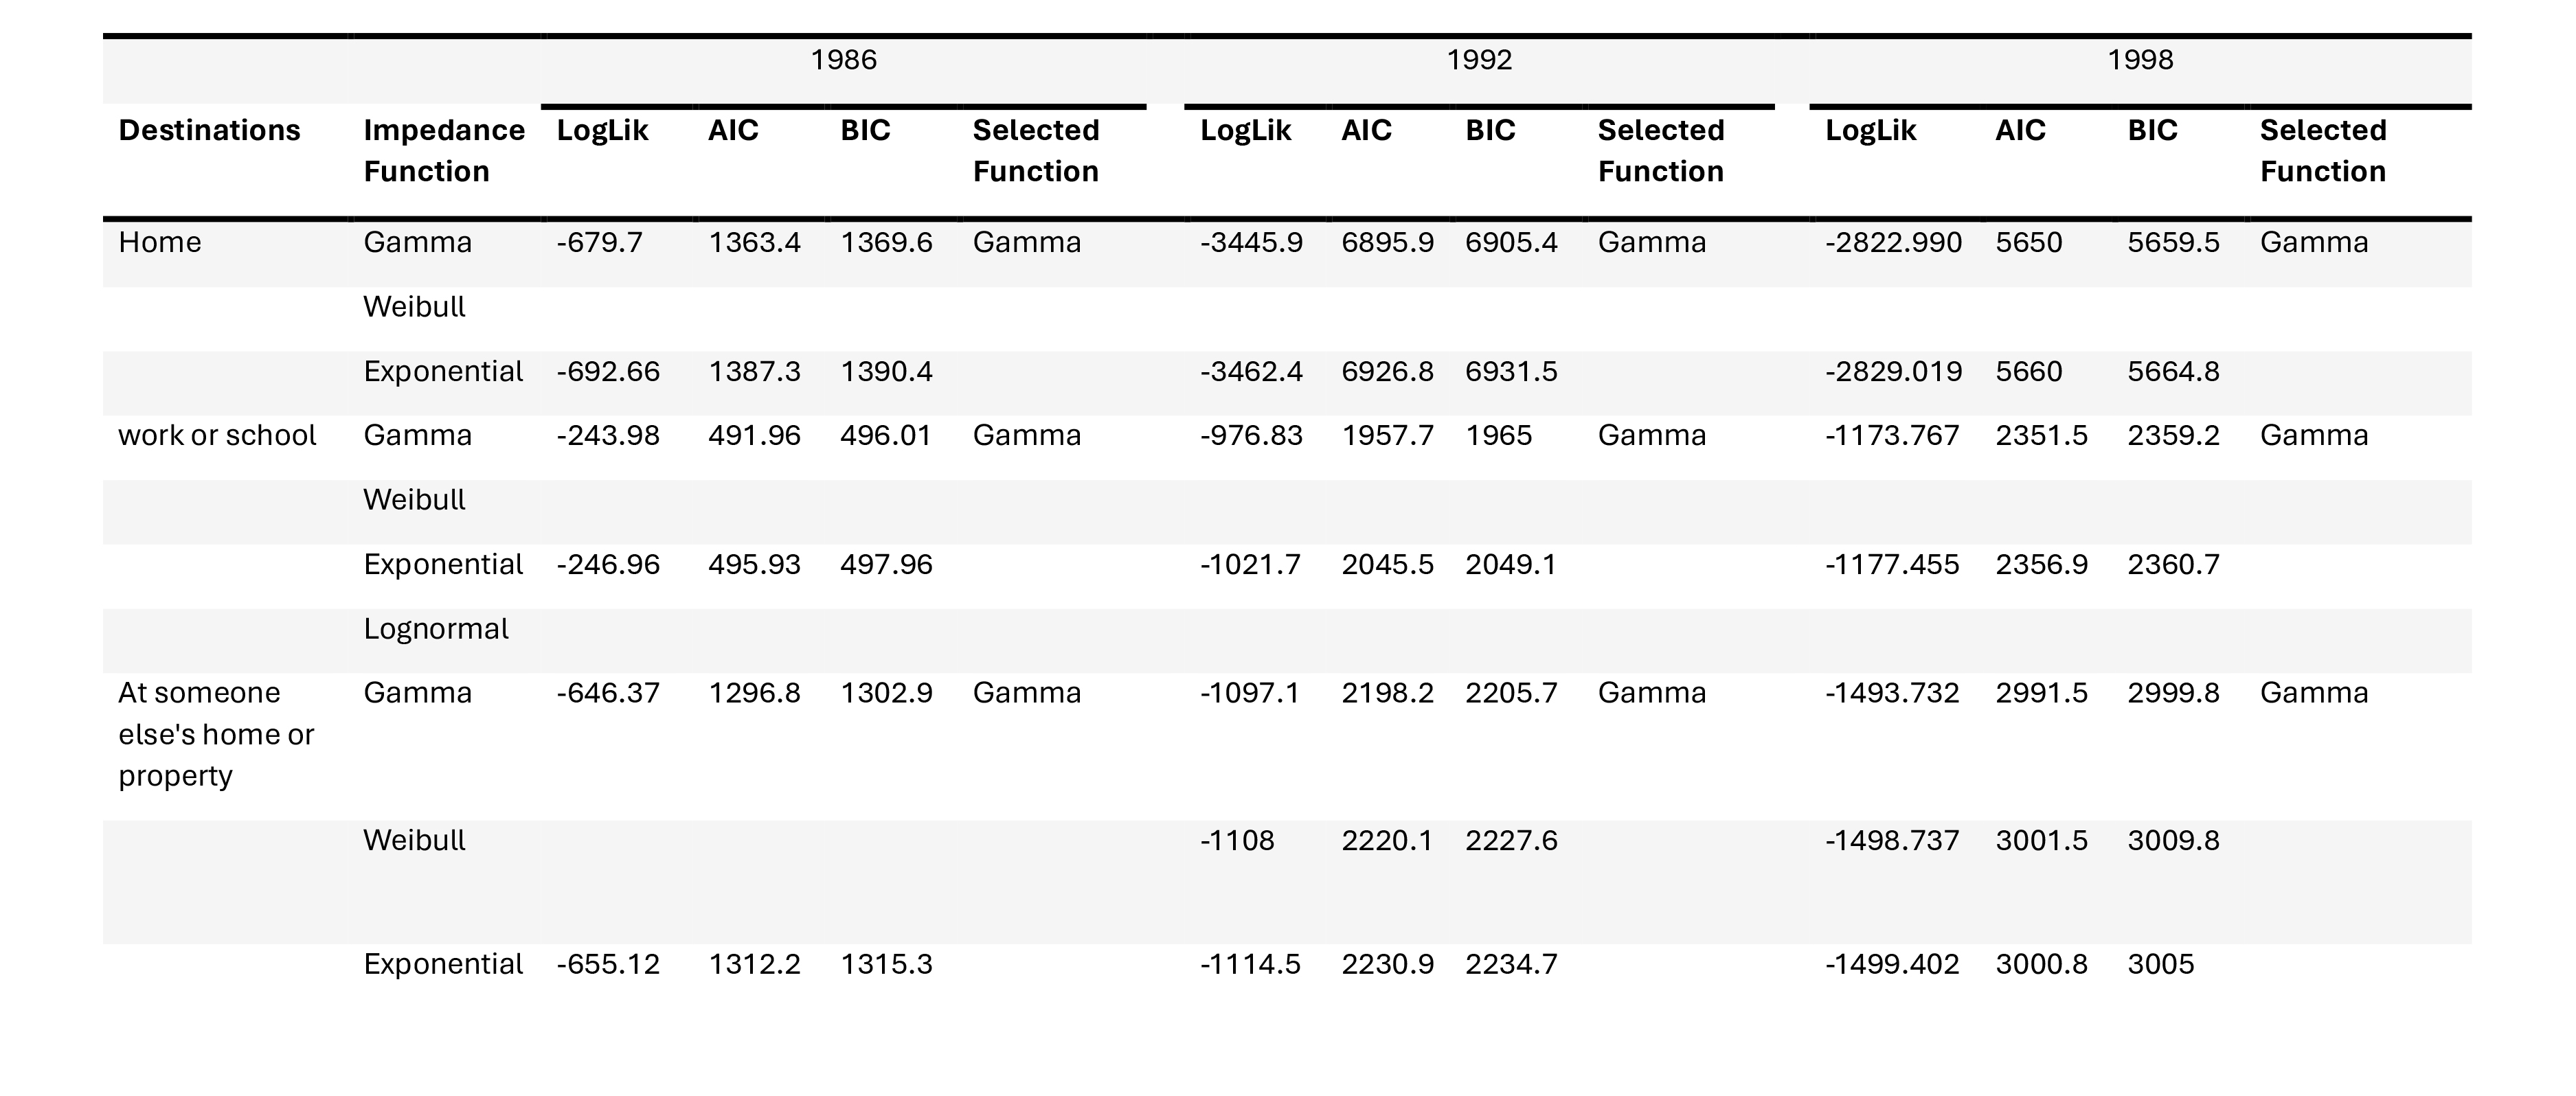 1986 1992 1998
Destinations Impedance LogLik AIC BIC Selected LogLik AIC BIC Selected LogLik AIC BIC Selected
Function Function Function Function
Home Gamma -679.7 1363.4 1369.6 Gamma -3445.9 6895.9 6905.4 Gamma -2822.990 5650 5659.5 Gamma
Weibull
Exponential -692.66 1387.3 1390.4 -3462.4 6926.8 6931.5 -2829.019 5660 5664.8
work or school Gamma -243.98 491.96 496.01 Gamma -976.83 1957.7 1965 Gamma -1173.767 2351.5 2359.2 Gamma
Weibull
Exponential -246.96 495.93 497.96 -1021.7 2045.5 2049.1 -1177.455 2356.9 2360.7
Lognormal
At someone Gamma -646.37 1296.8 1302.9 Gamma -1097.1 2198.2 2205.7 Gamma -1493.732 2991.5 2999.8 Gamma
else's home or
property
Weibull -1108 2220.1 2227.6 -1498.737 3001.5 3009.8
Exponential -655.12 1312.2 1315.3 -1114.5 2230.9 2234.7 -1499.402 3000.8 3005